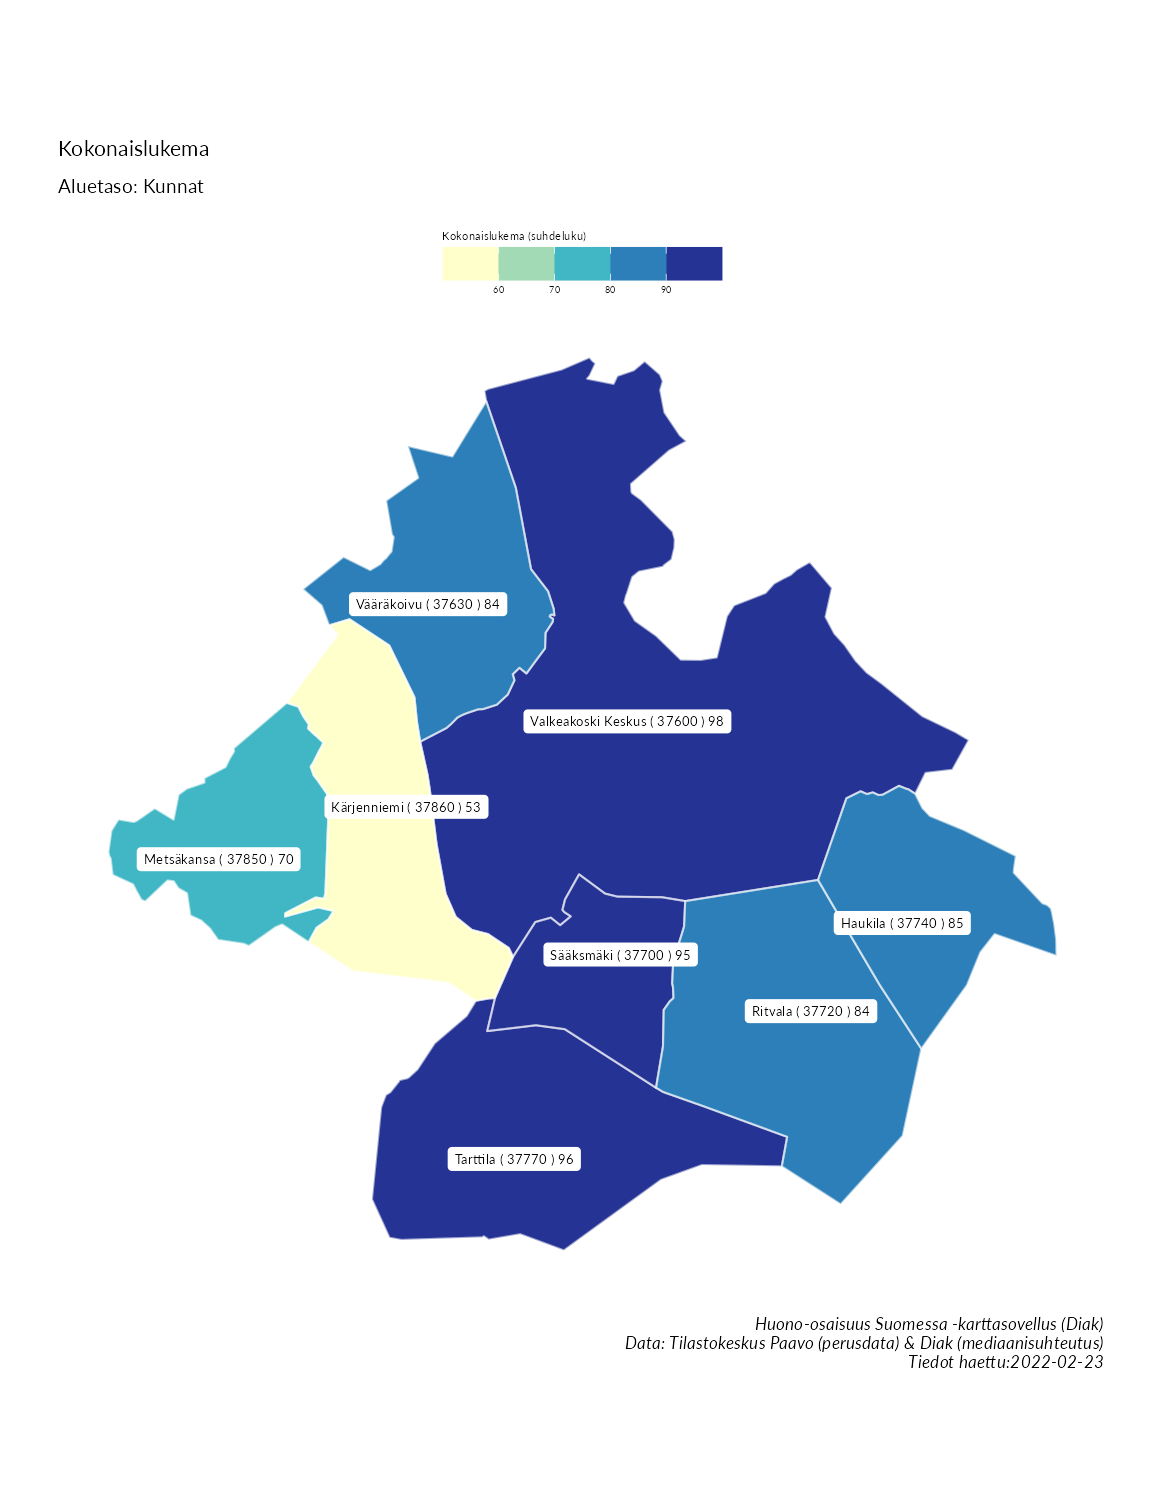 Kokonaislukema
Aluetaso: Kunnat
Kokonaislukema (suhdeluku)
60 70 80 90
Vääräkoivu ( 37630 ) 84
Valkeakoski Keskus ( 37600 ) 98
Kärjenniemi ( 37860 ) 53
Metsäkansa ( 37850 ) 70
Haukila ( 37740 ) 85
Sääksmäki ( 37700 ) 95
Ritvala ( 37720 ) 84
Tarttila ( 37770 ) 96
Huono-osaisuus Suomessa -karttasovellus (Diak)
Data: Tilastokeskus Paavo (perusdata) & Diak (mediaanisuhteutus)
Tiedot haettu:2022-02-23